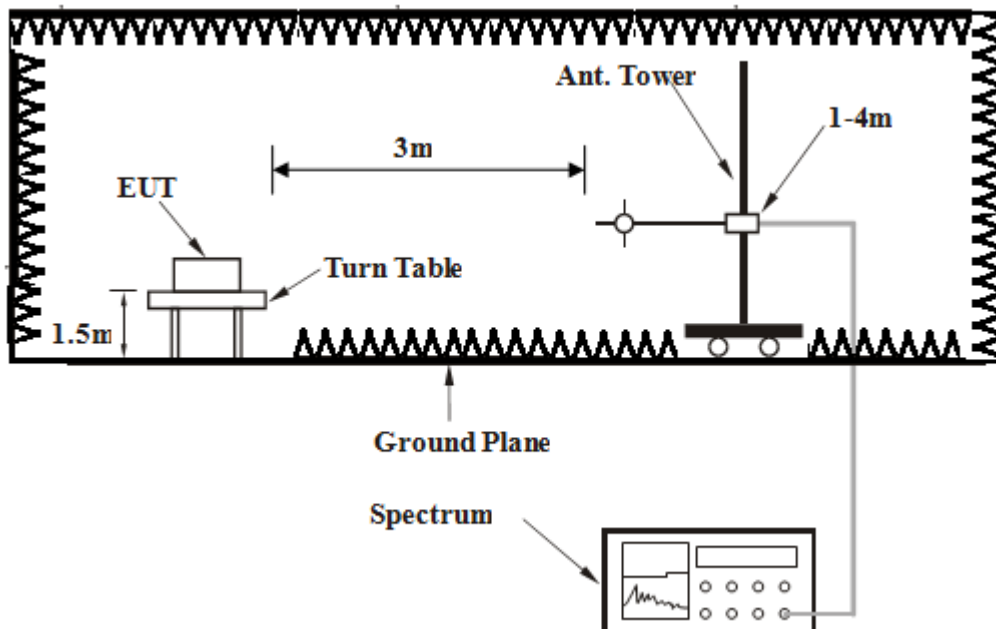 Ant. Tower
1-4m
3m
EUT
Turn Table
1.5m
Ground Plane
Spectrum